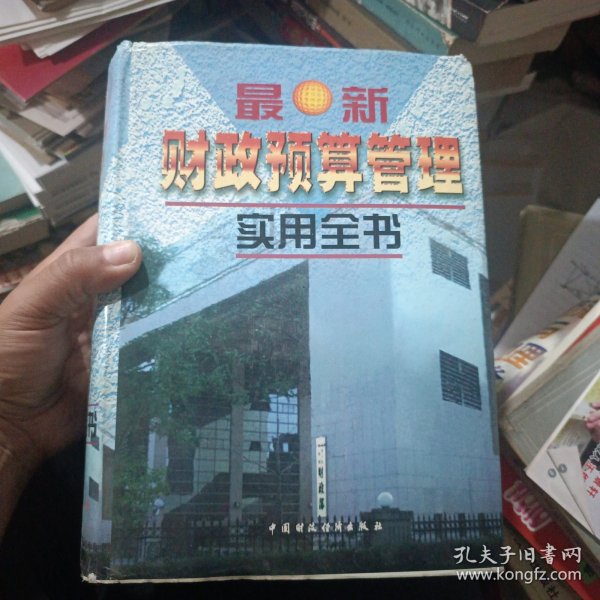 最新
财政预算管理
实用全书
财政部
中国财政经济出版社
孔夫子旧书网
www.kongfz.com